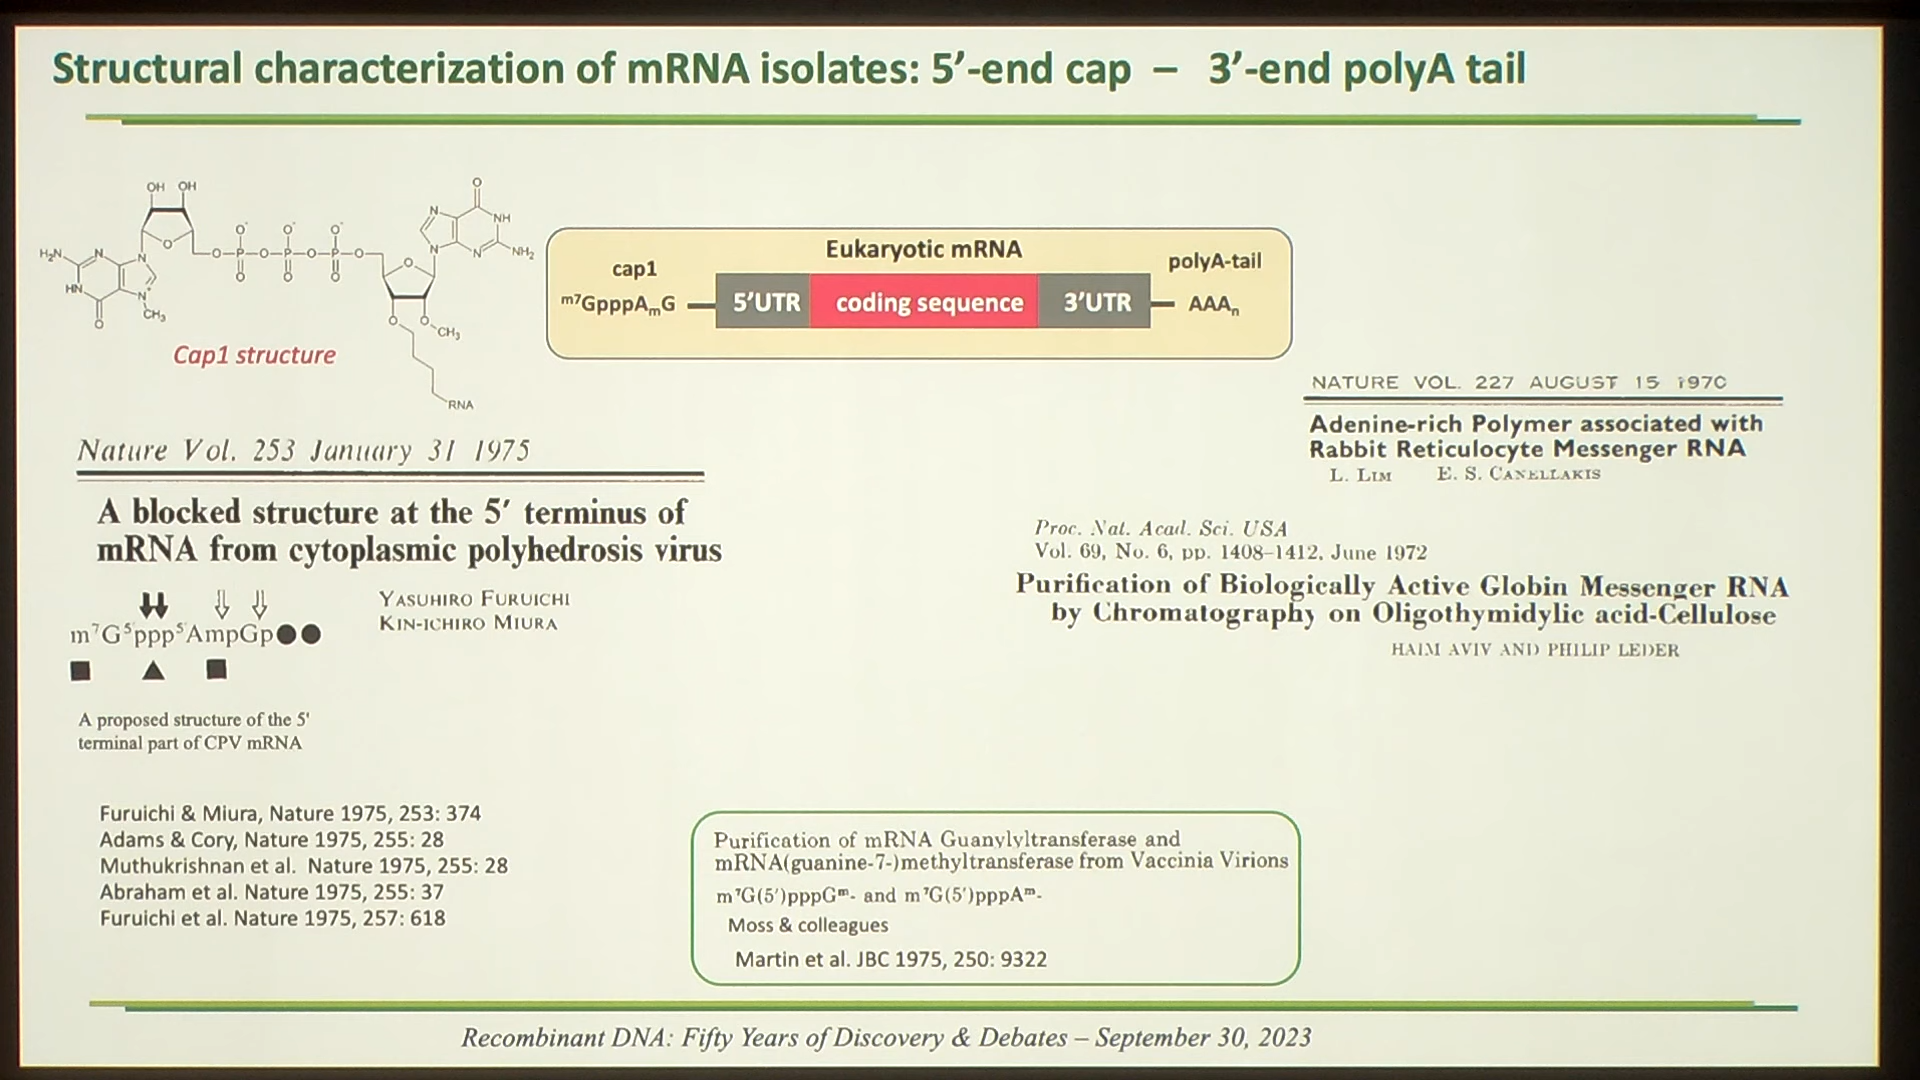 Structural characterization of mRNA isolates: 5’-end cap – 3’-end polyA tail
OH OH
O
N
NH
N
N
NH₂
O
O⁻ O⁻ O⁻
O P O P O P O
O O O
H₂N
N
N
HN
N⁺
N
O
CH₃
O
O
O
CH₃
RNA
Cap1 structure
Eukaryotic mRNA
cap1
polyA-tail
m7GpppAmG
5’UTR
coding sequence
3’UTR
AAAn
NATURE VOL. 227 AUGUST 15 1970
Adenine-rich Polymer associated with
Rabbit Reticulocyte Messenger RNA
L. LIM E. S. CANELLAKIS
Nature Vol. 253 January 31 1975
A blocked structure at the 5′ terminus of
mRNA from cytoplasmic polyhedrosis virus
YASUHIRO FURUICHI
KIN-ICHIRO MIURA
m⁷G⁵'ppp⁵'AmpGp●●
A proposed structure of the 5'
terminal part of CPV mRNA
Proc. Nat. Acad. Sci. USA
Vol. 69, No. 6, pp. 1408–1412, June 1972
Purification of Biologically Active Globin Messenger RNA
by Chromatography on Oligothymidylic acid-Cellulose
HAIM AVIV AND PHILIP LEDER
Furuichi & Miura, Nature 1975, 253: 374
Adams & Cory, Nature 1975, 255: 28
Muthukrishnan et al. Nature 1975, 255: 28
Abraham et al. Nature 1975, 255: 37
Furuichi et al. Nature 1975, 257: 618
Purification of mRNA Guanylyltransferase and
mRNA(guanine-7-)methyltransferase from Vaccinia Virions
m⁷G(5′)pppGᵐ- and m⁷G(5′)pppAᵐ-
Moss & colleagues
Martin et al. JBC 1975, 250: 9322
Recombinant DNA: Fifty Years of Discovery & Debates – September 30, 2023